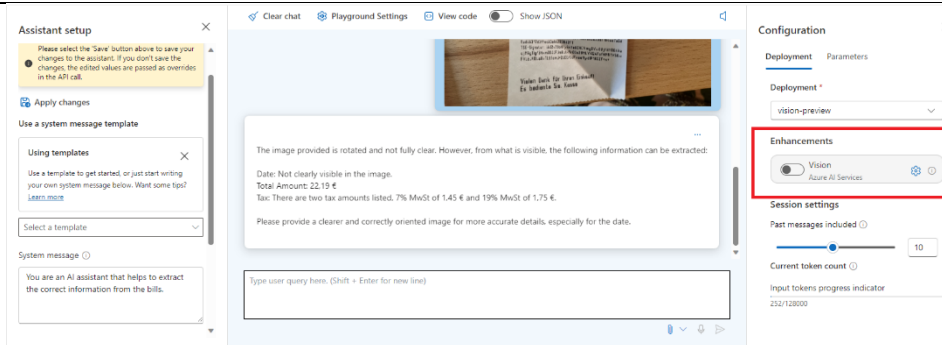 Assistant setup
Please select the 'Save' button above to save your
changes to the assistant. If you don't save the
changes, the edited values are passed as overrides
in the API call.
Apply changes
Use a system message template
Using templates
Use a template to get started, or just start writing
your own system message below. Want some tips?
Learn more
Select a template
System message
You are an AI assistant that helps to extract
the correct information from the bills.
Clear chat
Playground Settings
View code
Show JSON
Vielen Dank für Ihren Einkauf!
Es bediente Sie
The image provided is rotated and not fully clear. However, from what is visible, the following information can be extracted:
Date: Not clearly visible in the image.
Total Amount: 22.19 €
Tax: There are two tax amounts listed, 7% MwSt of 1.45 € and 19% MwSt of 1.75 €.
Please provide a clearer and correctly oriented image for more accurate details, especially for the date.
Type user query here. (Shift + Enter for new line)
Configuration
Deployment
Parameters
Deployment *
vision-preview
Enhancements
Vision
Azure AI Services
Session settings
Past messages included
10
Current token count
Input tokens progress indicator
252/128000